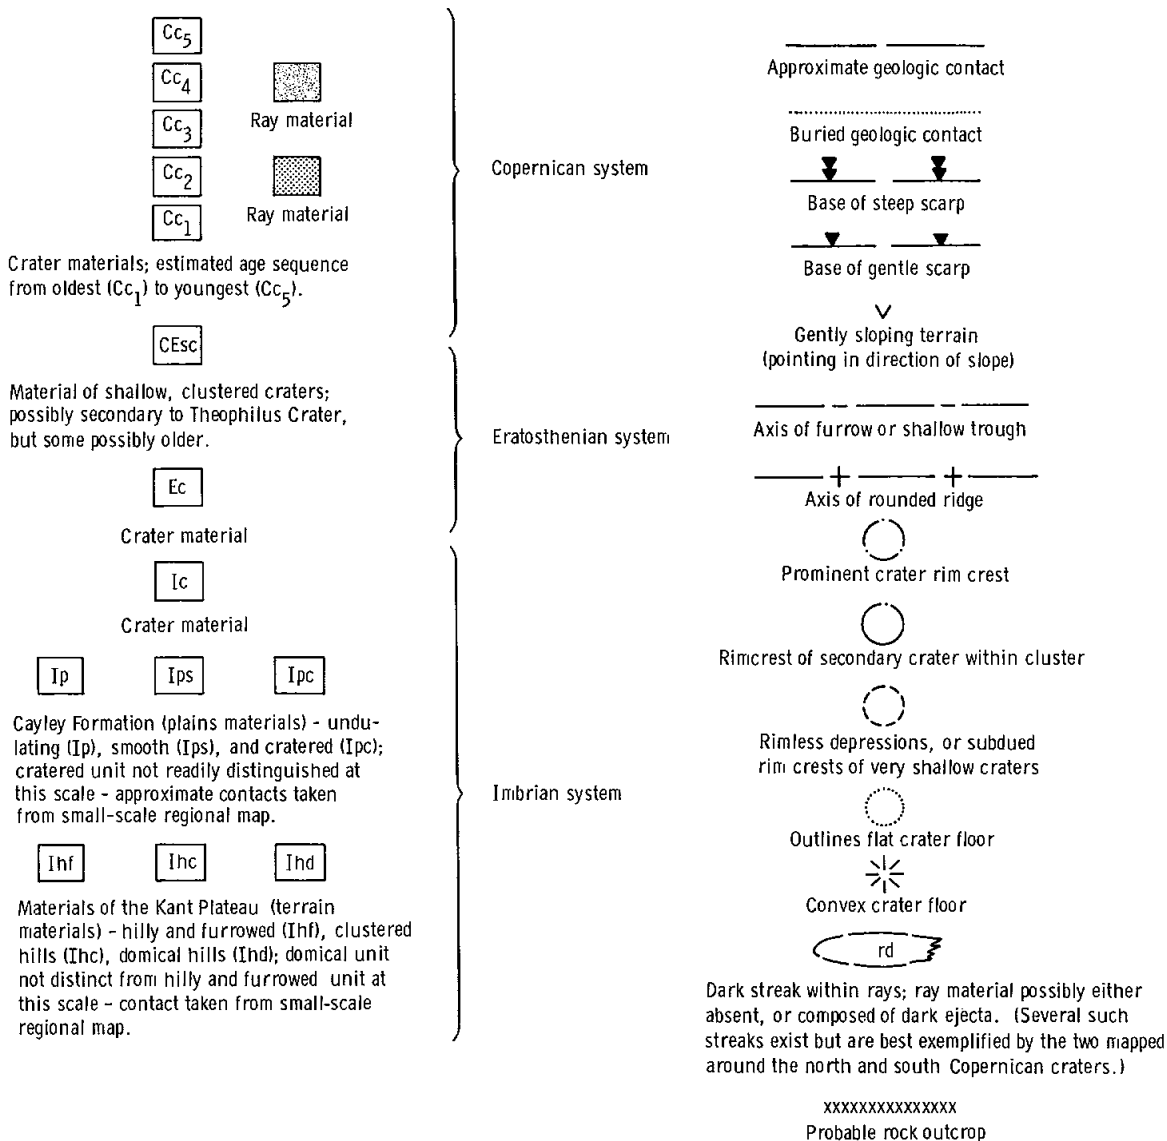 Cc5
Cc4
Cc3
Cc2
Cc1
Ray material
Ray material
Crater materials; estimated age sequence
from oldest (Cc1) to youngest (Cc5).
CEsc
Material of shallow, clustered craters;
possibly secondary to Theophilus Crater,
but some possibly older.
Ec
Crater material
Ic
Crater material
Ip
Ips
Ipc
Cayley Formation (plains materials) - undu-
lating (Ip), smooth (Ips), and cratered (Ipc);
cratered unit not readily distinguished at
this scale - approximate contacts taken
from small-scale regional map.
Ihf
Ihc
Ihd
Materials of the Kant Plateau (terrain
materials) - hilly and furrowed (Ihf), clustered
hills (Ihc), domical hills (Ihd); domical unit
not distinct from hilly and furrowed unit at
this scale - contact taken from small-scale
regional map.
Copernican system
Eratosthenian system
Imbrian system
Approximate geologic contact
Buried geologic contact
Base of steep scarp
Base of gentle scarp
Gently sloping terrain
(pointing in direction of slope)
Axis of furrow or shallow trough
Axis of rounded ridge
Prominent crater rim crest
Rimcrest of secondary crater within cluster
Rimless depressions, or subdued
rim crests of very shallow craters
Outlines flat crater floor
Convex crater floor
rd
Dark streak within rays; ray material possibly either
absent, or composed of dark ejecta. (Several such
streaks exist but are best exemplified by the two mapped
around the north and south Copernican craters.)
xxxxxxxxxxxxxxx
Probable rock outcrop